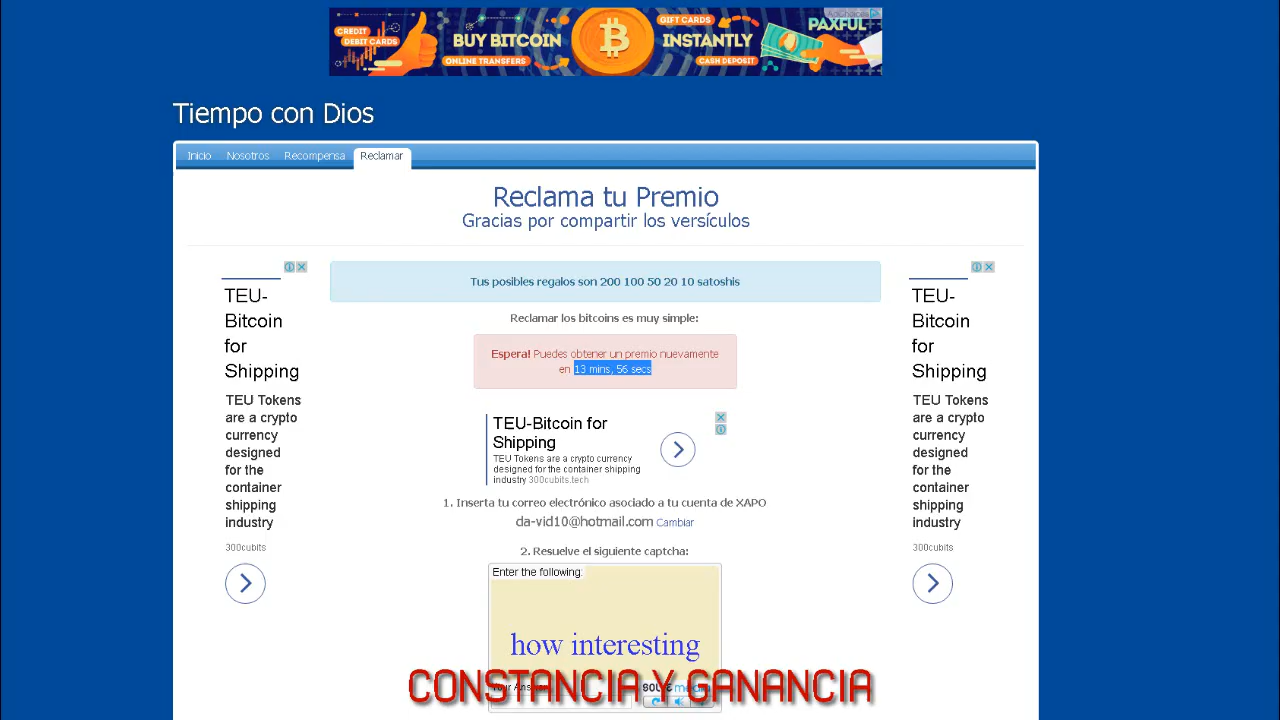 CREDIT
DEBIT CARDS
BUY BITCOIN
ONLINE TRANSFERS
GIFT CARDS
INSTANTLY
CASH DEPOSIT
PAXFUL
Tiempo con Dios
Inicio Nosotros Recompensa Reclamar
Reclama tu Premio
Gracias por compartir los versículos
Tus posibles regalos son 200 100 50 20 10 satoshis
Reclamar los bitcoins es muy simple:
Espera! Puedes obtener un premio nuevamente
en 13 mins, 56 secs
TEU-
Bitcoin
for
Shipping
TEU Tokens
are a crypto
currency
designed
for the
container
shipping
industry
300cubits
TEU-Bitcoin for
Shipping
TEU Tokens are a crypto currency
designed for the container shipping
industry 300cubits.tech
1. Inserta tu correo electrónico asociado a tu cuenta de XAPO
da-vid10@hotmail.com Cambiar
2. Resuelve el siguiente captcha:
Enter the following:
how interesting
CONSTANCIA Y GANANCIA
TEU-
Bitcoin
for
Shipping
TEU Tokens
are a crypto
currency
designed
for the
container
shipping
industry
300cubits